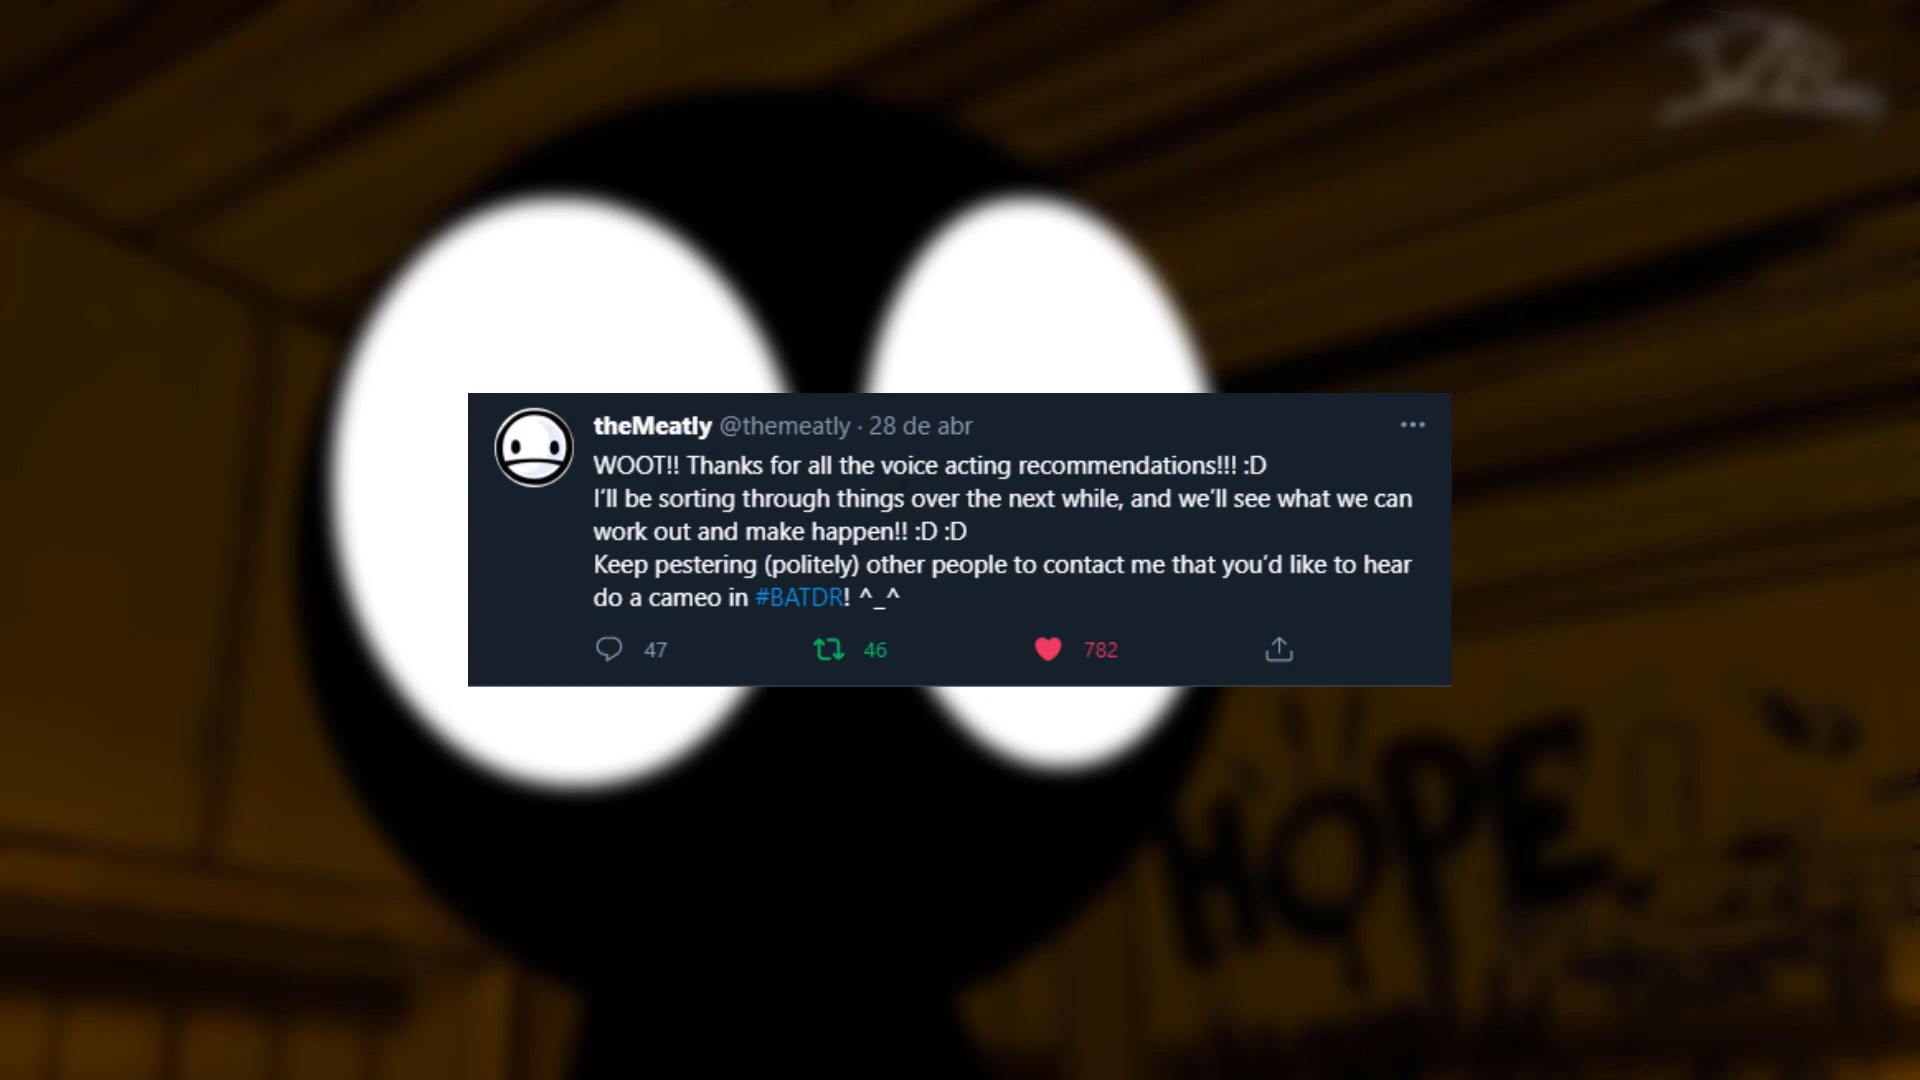 theMeatly @themeatly · 28 de abr
WOOT!! Thanks for all the voice acting recommendations!!! :D
I'll be sorting through things over the next while, and we'll see what we can
work out and make happen!! :D :D
Keep pestering (politely) other people to contact me that you'd like to hear
do a cameo in #BATDR! ^_^
47 46 782
HOPE.